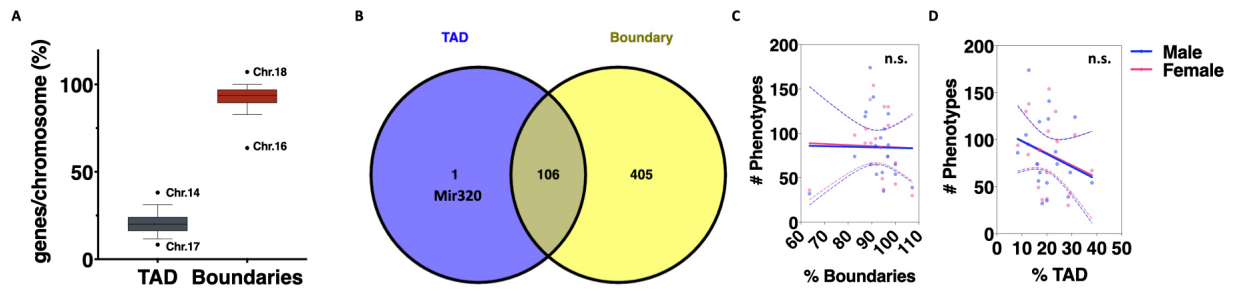 A
genes/chromosome (%)
100
50
0
Chr.18
Chr.16
Chr.14
Chr.17
TAD
Boundaries
B
TAD
Boundary
1
Mir320
106
405
C
# Phenotypes
200
150
100
50
0
n.s.
60
70
80
90
100
110
% Boundaries
D
# Phenotypes
200
150
100
50
0
n.s.
0
10
20
30
40
50
% TAD
Male
Female